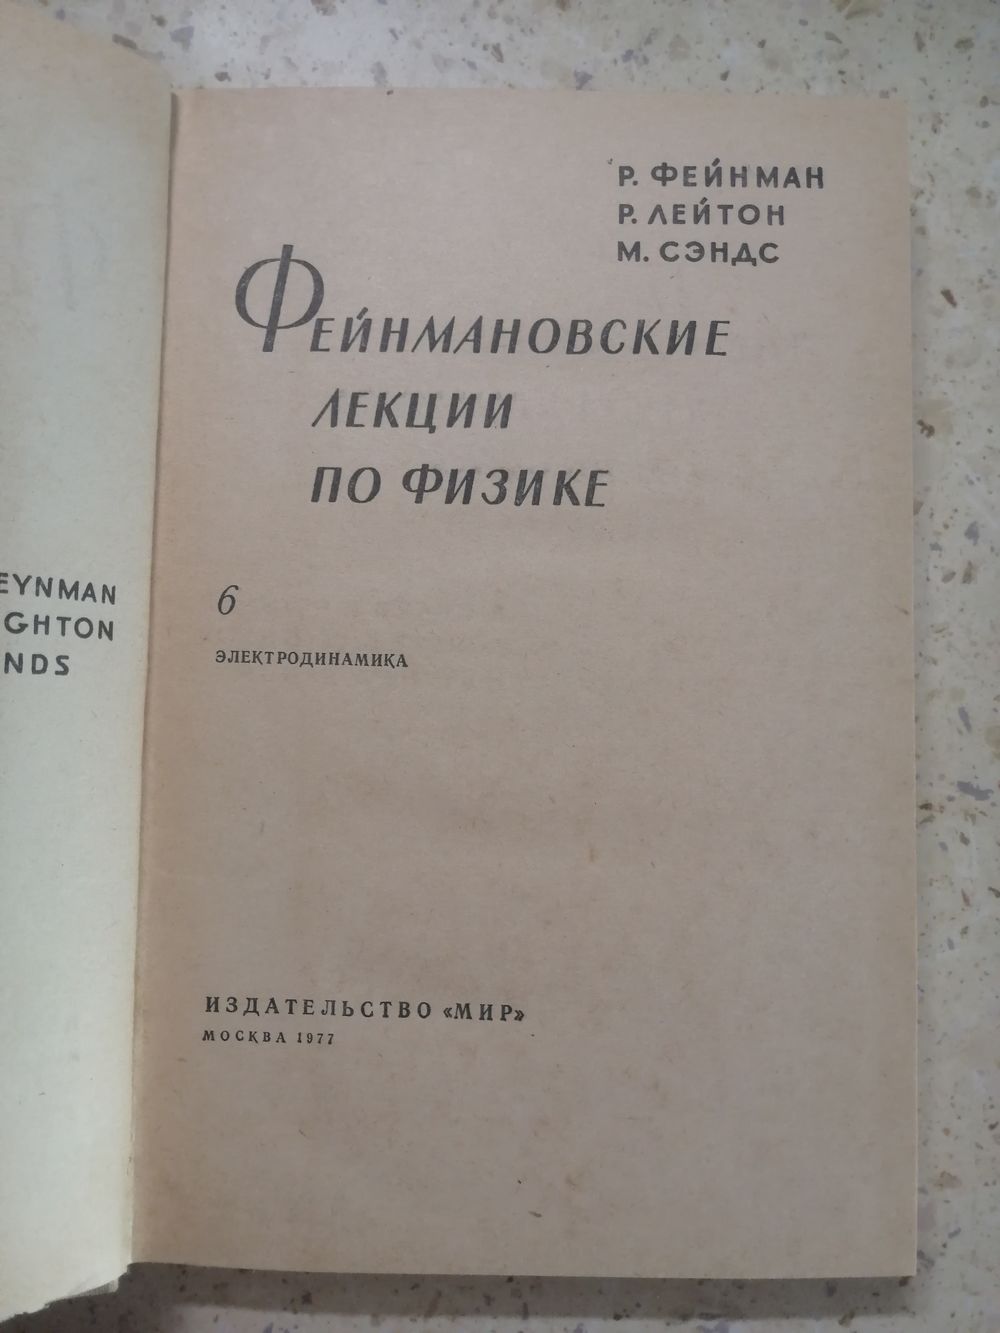 Р. ФЕЙНМАН
Р. ЛЕЙТОН
М. СЭНДС
ФЕЙНМАНОВСКИЕ
ЛЕКЦИИ
ПО ФИЗИКЕ
6
ЭЛЕКТРОДИНАМИКА
ИЗДАТЕЛЬСТВО «МИР»
МОСКВА 1977
EYNMAN
GHTON
NDS